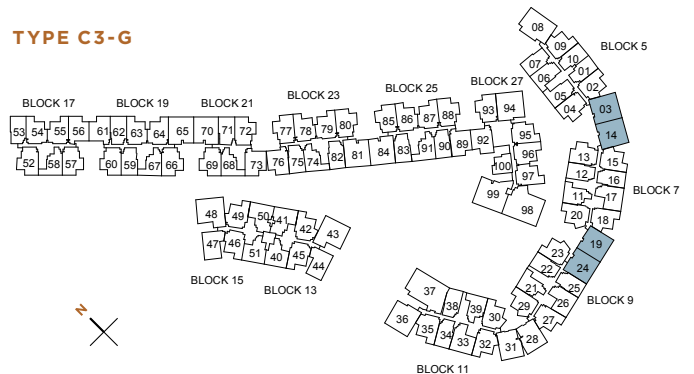 TYPE C3-G
08
BLOCK 5
09
10
07
01
06
02
05
04
03
14
BLOCK 17
BLOCK 19
BLOCK 21
BLOCK 23
BLOCK 25
BLOCK 27
53 54 55 56 61 62 63 64 65 70 71 72
77 78 79 80
85 86 87 88
93 94
52 58 57 60 59 67 66 69 68 73 76 75 74 82 81 84 83 91 90 89 92
95
96
100
97
99
98
13 15
12 16
BLOCK 7
11 17
20 18
48 49 50 41 42 43
47 46 51 40 45 44
BLOCK 15
BLOCK 13
19
23
24
22
25
21
26
BLOCK 9
29
27
28
37
38 39 30
36
35 34 33 32 31
BLOCK 11
N